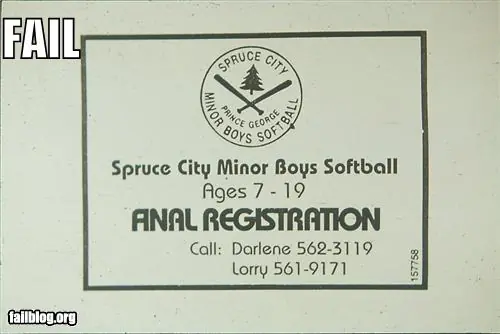 FAIL
SPRUCE CITY
PRINCE GEORGE
MINOR BOYS SOFTBALL
Spruce City Minor Boys Softball
Ages 7 - 19
ANAL REGISTRATION
Call: Darlene 562-3119
Lorry 561-9171
157758
failblog.org